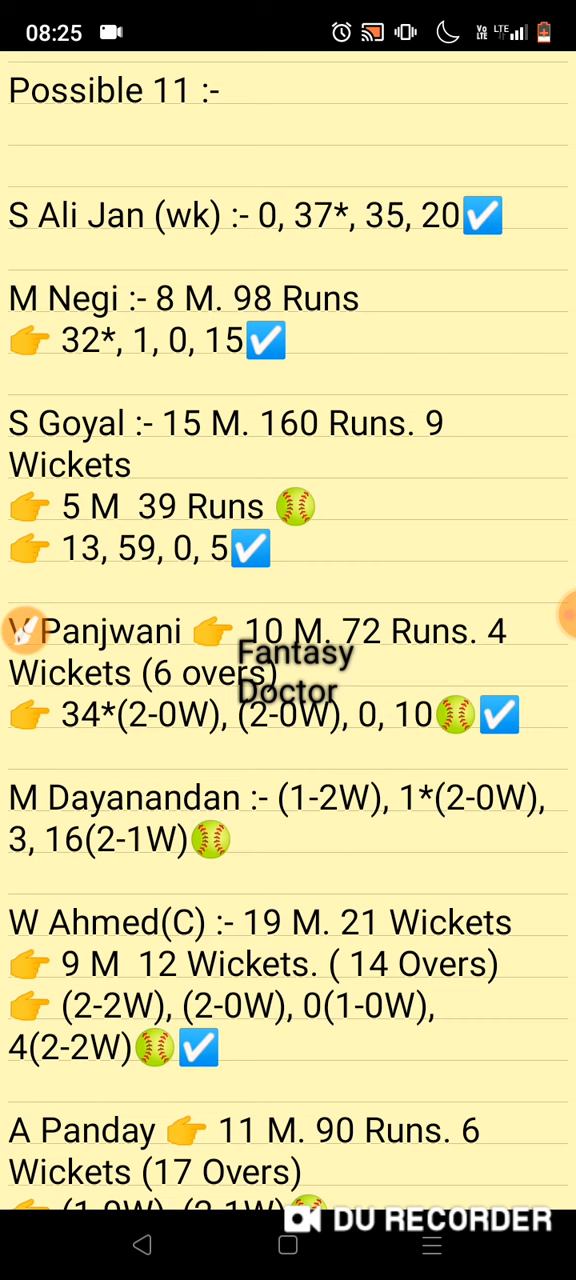 08:25
Vo LTE LTE
Possible 11 :-
S Ali Jan (wk) :- 0, 37*, 35, 20✅
M Negi :- 8 M. 98 Runs
👉 32*, 1, 0, 15✅
S Goyal :- 15 M. 160 Runs. 9
Wickets
👉 5 M 39 Runs 🥎
👉 13, 59, 0, 5✅
V Panjwani 👉 10 M. 72 Runs. 4
Wickets (6 overs)
Fantasy
Doctor
👉 34*(2-0W), (2-0W), 0, 10🥎✅
M Dayanandan :- (1-2W), 1*(2-0W),
3, 16(2-1W)🥎
W Ahmed(C) :- 19 M. 21 Wickets
👉 9 M 12 Wickets. ( 14 Overs)
👉 (2-2W), (2-0W), 0(1-0W),
4(2-2W)🥎✅
A Panday 👉 11 M. 90 Runs. 6
Wickets (17 Overs)
DU RECORDER